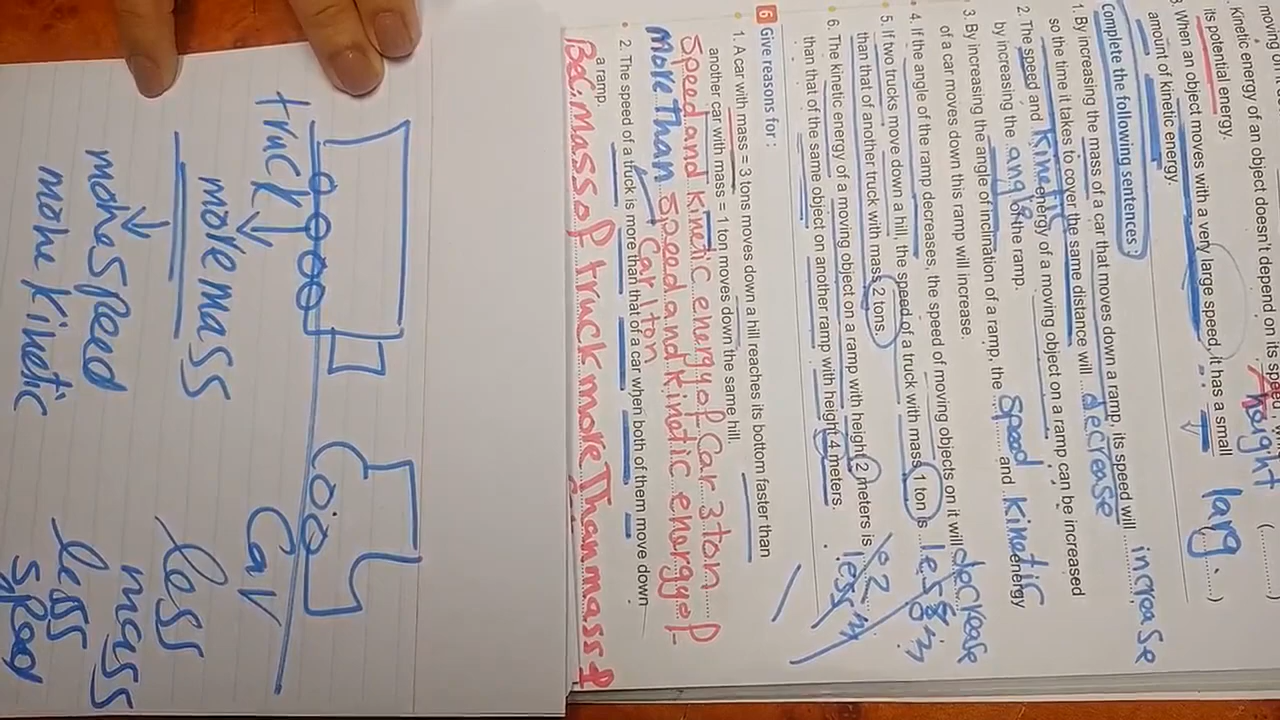 moving on
Kinetic energy of an object doesn't depend on its speed. (............)
height
its potential energy.
3. When an object moves with a very large speed, it has a small (............)
larg
amount of kinetic energy.
Complete the following sentences :
1. By increasing the mass of a car that moves down a ramp, its speed will ... increase
so the time it takes to cover the same distance will ... decrease
2. The speed and kinetic energy of a moving object on a ramp can be increased
by increasing the angle of the ramp.
3. By increasing the angle of inclination of a ramp, the ... speed ... and ... kinetic energy
of a car moves down this ramp will increase.
4. If the angle of the ramp decreases, the speed of moving objects on it will decrease
5. If two trucks move down a hill, the speed of a truck with mass 1 ton is ... less
than that of another truck with mass 2 tons.
6. The kinetic energy of a moving object on a ramp with height 2 meters is
less
than that of the same object on another ramp with height 4 meters.
6 Give reasons for :
1. A car with mass = 3 tons moves down a hill reaches its bottom faster than
another car with mass = 1 ton moves down the same hill.
Speed and kinetic energy of Car 3 ton
more Than speed and kinetic energy of
Car 1 ton
2. The speed of a truck is more than that of a car when both of them move down
a ramp.
Bec. mass of truck more Than mass of
truck
Car
more mass
less mass
more speed
less speed
more kinetic